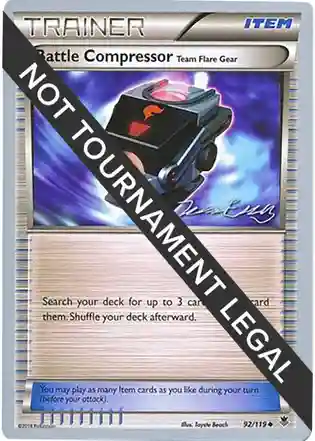 TRAINER ITEM
Battle Compressor Team Flare Gear
NOT TOURNAMENT LEGAL
Search your deck for up to 3 card
them. Shuffle your deck afterward.
You may play as many Item cards as you like during your turn
(before your attack).
Illus. Toyste Beach 92/119